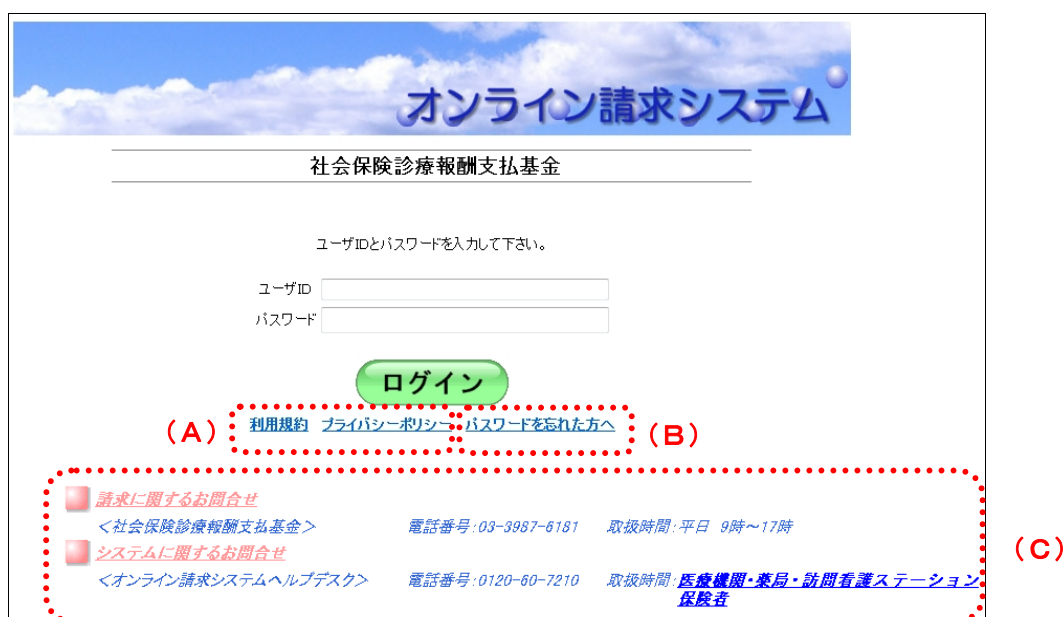 オンライン請求システム
社会保険診療報酬支払基金
ユーザIDとパスワードを入力して下さい。
ユーザID
パスワード
ログイン
(A) 利用規約 プライバシーポリシー パスワードを忘れた方へ (B)
請求に関するお問合せ
<社会保険診療報酬支払基金> 電話番号:03-3987-6181 取扱時間:平日 9時~17時
システムに関するお問合せ
(C)
<オンライン請求システムヘルプデスク> 電話番号:0120-60-7210 取扱時間:医療機関・薬局・訪問看護ステーション
保険者